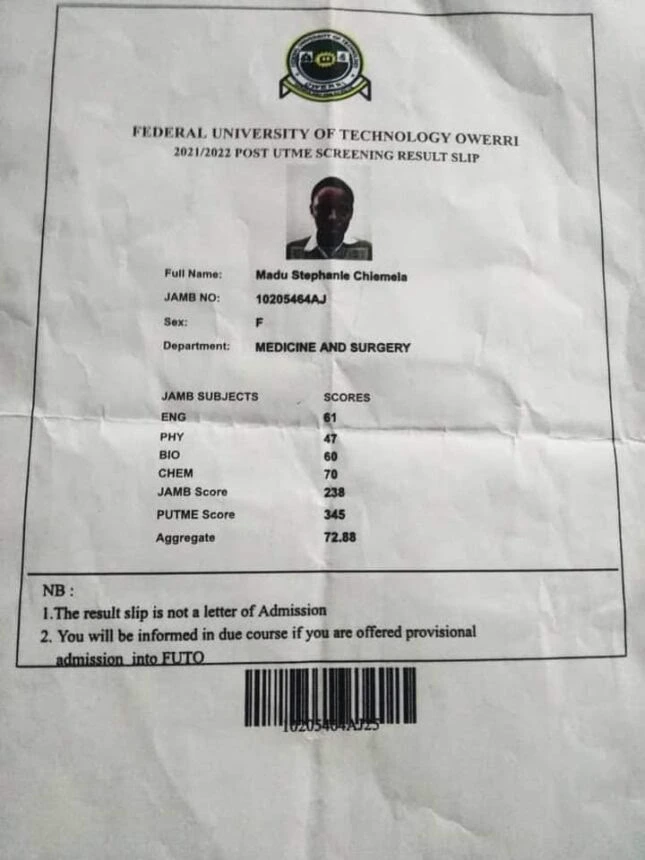 FEDERAL UNIVERSITY OF TECHNOLOGY OWERRI
2021/2022 POST UTME SCREENING RESULT SLIP
Full Name: Madu Stephanie Chiemela
JAMB NO: 10205464AJ
Sex: F
Department: MEDICINE AND SURGERY
JAMB SUBJECTS SCORES
ENG 61
PHY 47
BIO 60
CHEM 70
JAMB Score 238
PUTME Score 345
Aggregate 72.88
NB :
1.The result slip is not a letter of Admission
2. You will be informed in due course if you are offered provisional
admission into FUTO
10205464AJ25